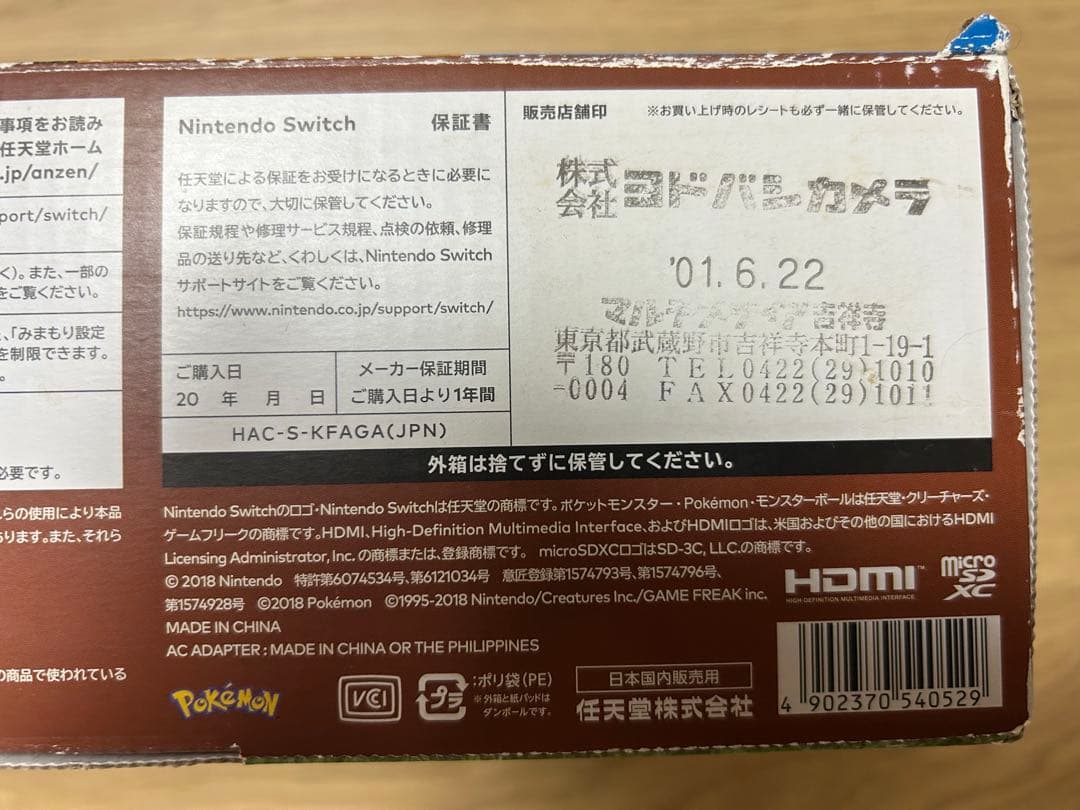 事項をお読み
任天堂ホーム
.jp/anzen/
port/switch/
く)。また、一部の
をご覧ください。
、「みまもり設定
を制限できます。
。
必要です。
れらの使用により本品
あります。また、それら
の商品で使われている
Nintendo Switch 保証書
任天堂による保証をお受けになるときに必要に
なりますので、大切に保管してください。
保証規程や修理サービス規程、点検の依頼、修理
品の送り先など、くわしくは、Nintendo Switch
サポートサイトをご覧ください。
https://www.nintendo.co.jp/support/switch/
ご購入日
20 年 月 日
メーカー保証期間
ご購入日より1年間
HAC-S-KFAGA(JPN)
販売店舗印 ※お買い上げ時のレシートも必ず一緒に保管してください。
株式会社ヨドバシカメラ
'01.6.22
マルチメディア吉祥寺
東京都武蔵野市吉祥寺本町1-19-1
〒180 TEL0422(29)1010
-0004 FAX0422(29)1011
外箱は捨てずに保管してください。
Nintendo Switchのロゴ・Nintendo Switchは任天堂の商標です。ポケットモンスター・Pokémon・モンスターボールは任天堂・クリーチャーズ・
ゲームフリークの商標です。HDMI、High-Definition Multimedia Interface、およびHDMIロゴは、米国およびその他の国におけるHDMI
Licensing Administrator, Inc. の商標または、登録商標です。 microSDXCロゴはSD-3C, LLC.の商標です。
© 2018 Nintendo 特許第6074534号、第6121034号 意匠登録第1574793号、第1574796号、
第1574928号 ©2018 Pokémon ©1995-2018 Nintendo/Creatures Inc./GAME FREAK inc.
MADE IN CHINA
AC ADAPTER : MADE IN CHINA OR THE PHILIPPINES
HDMI™
HIGH-DEFINITION MULTIMEDIA INTERFACE
micro
SD
XC
POKéMON
VCI
プラ
:ポリ袋(PE)
※外箱と紙パッドは
ダンボールです。
日本国内販売用
任天堂株式会社
4 902370 540529